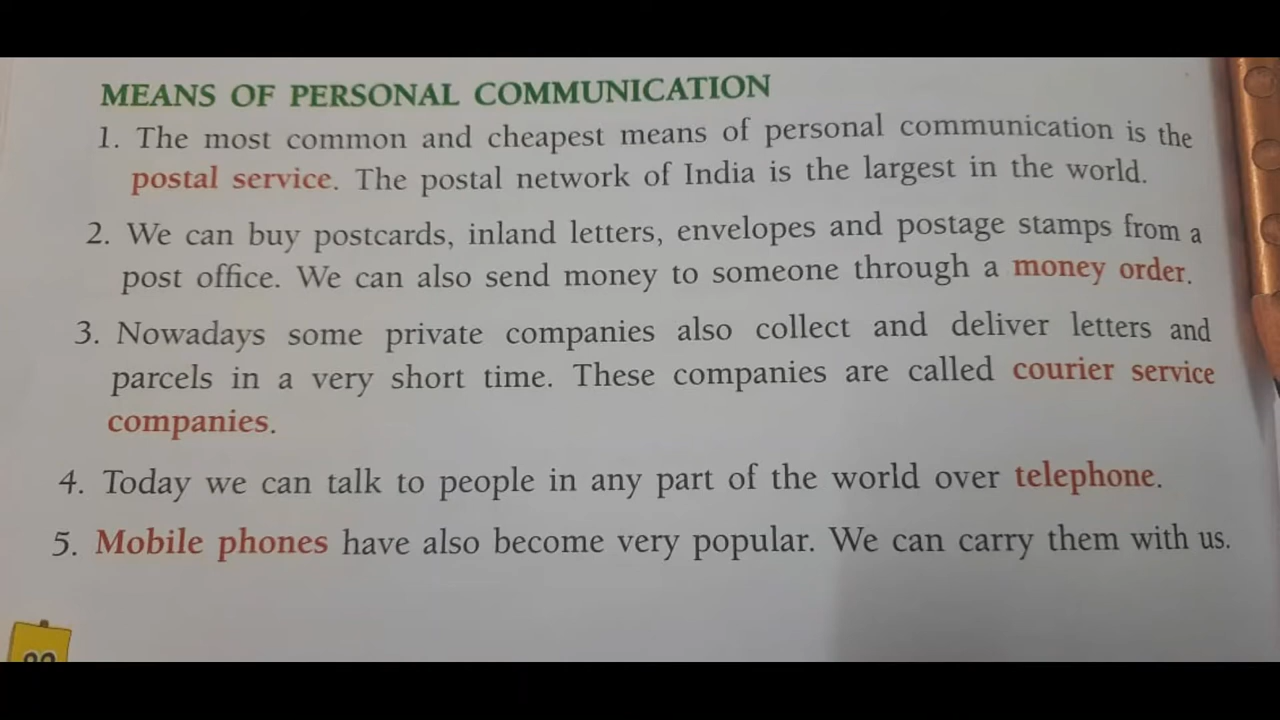 MEANS OF PERSONAL COMMUNICATION
1. The most common and cheapest means of personal communication is the
postal service. The postal network of India is the largest in the world.
2. We can buy postcards, inland letters, envelopes and postage stamps from a
post office. We can also send money to someone through a money order.
3. Nowadays some private companies also collect and deliver letters and
parcels in a very short time. These companies are called courier service
companies.
4. Today we can talk to people in any part of the world over telephone.
5. Mobile phones have also become very popular. We can carry them with us.